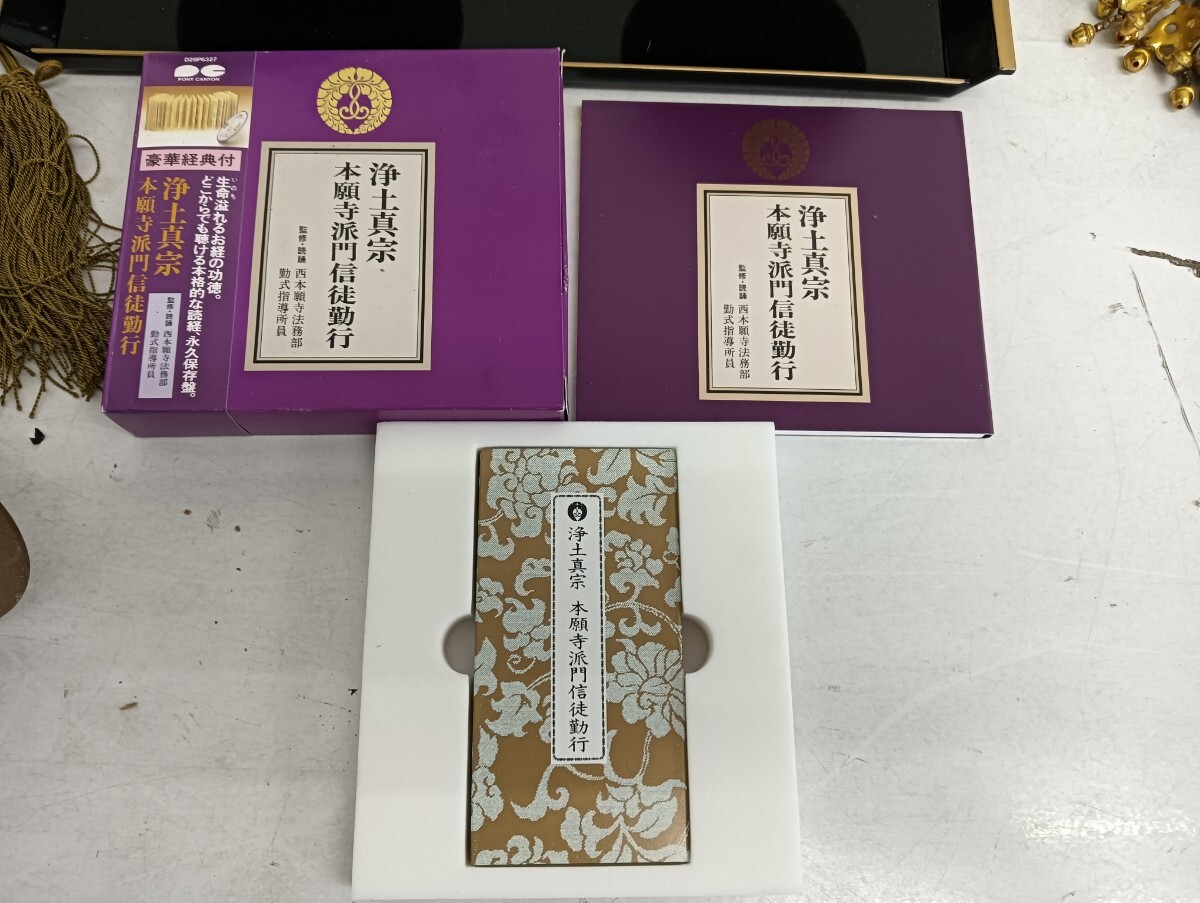 D28P6327
PONY CANYON
豪華経典付
生命溢れるお経の功徳。
いのち
どこからでも聴ける本格的な読経、永久保存盤。
浄土真宗
本願寺派門信徒勤行
監修・読誦 西本願寺法務部
勤式指導所員
浄土真宗
本願寺派門信徒勤行
監修・読誦 西本願寺法務部
勤式指導所員
浄土真宗
本願寺派門信徒勤行
監修・読誦 西本願寺法務部
勤式指導所員
浄土真宗 本願寺派門信徒勤行